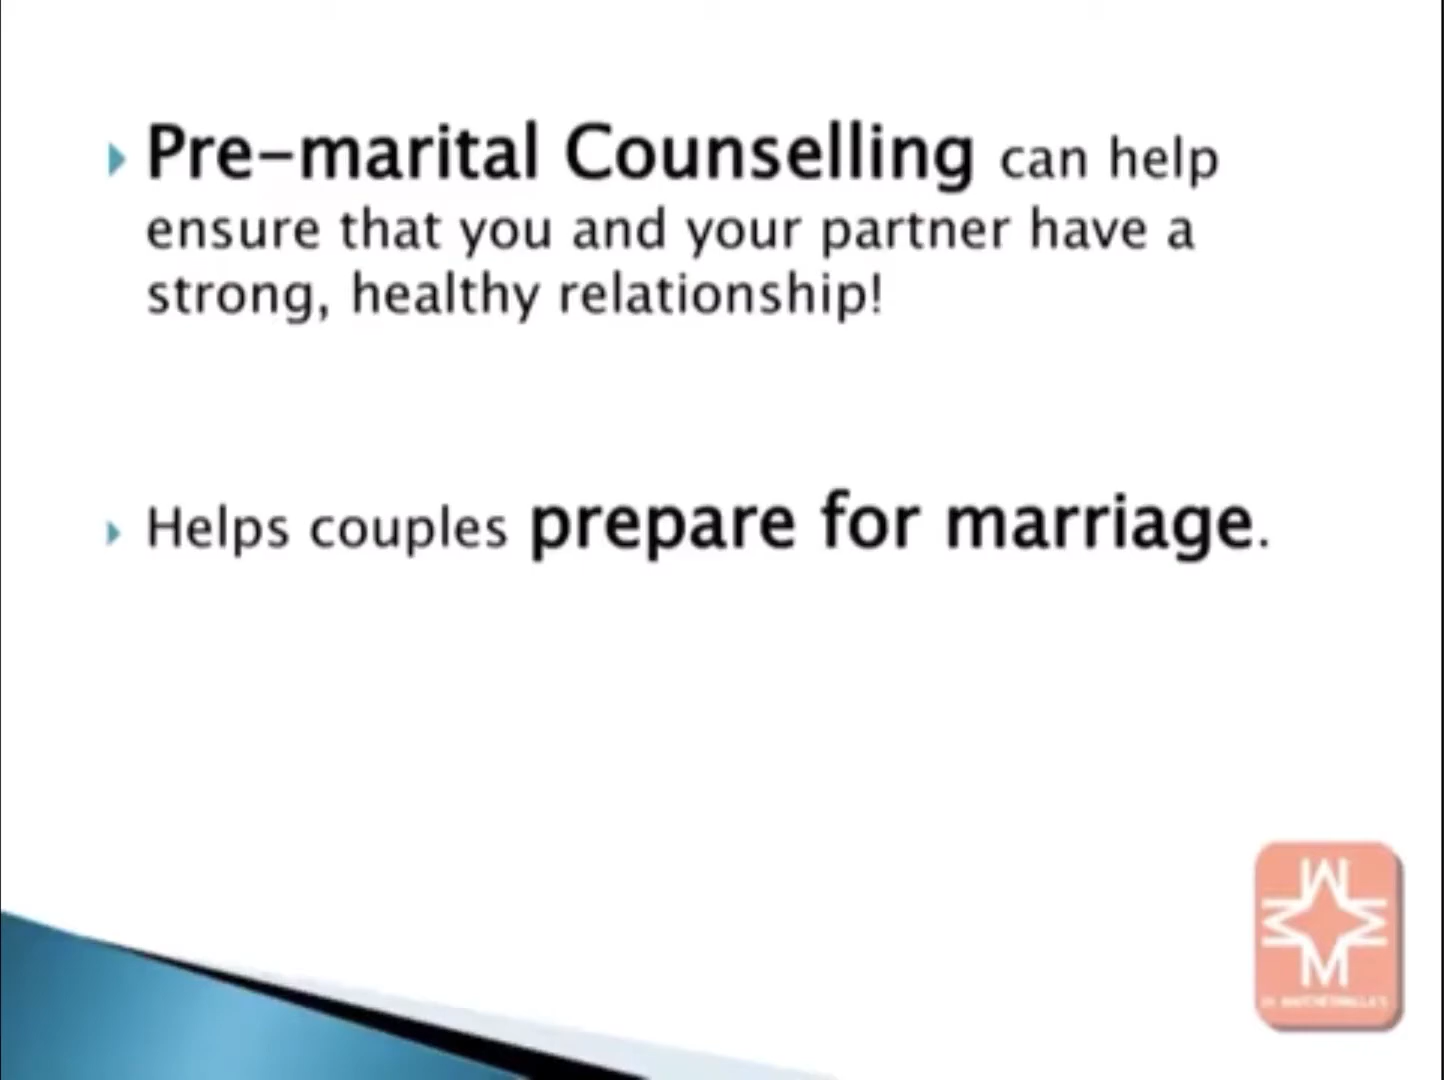 Pre-marital Counselling can help
ensure that you and your partner have a
strong, healthy relationship!
Helps couples prepare for marriage.